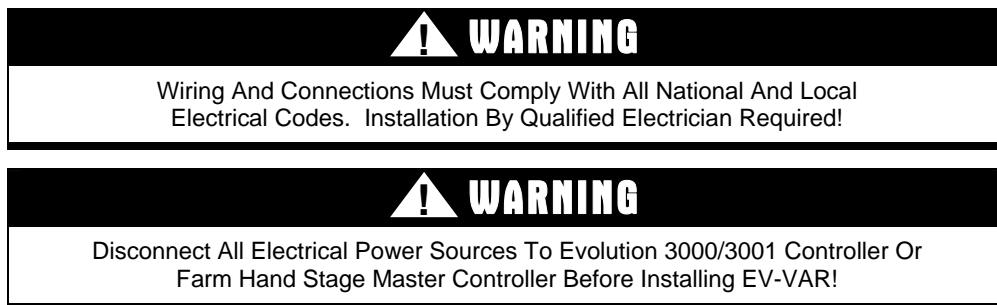 ! WARNING
Wiring And Connections Must Comply With All National And Local
Electrical Codes. Installation By Qualified Electrician Required!
! WARNING
Disconnect All Electrical Power Sources To Evolution 3000/3001 Controller Or
Farm Hand Stage Master Controller Before Installing EV-VAR!